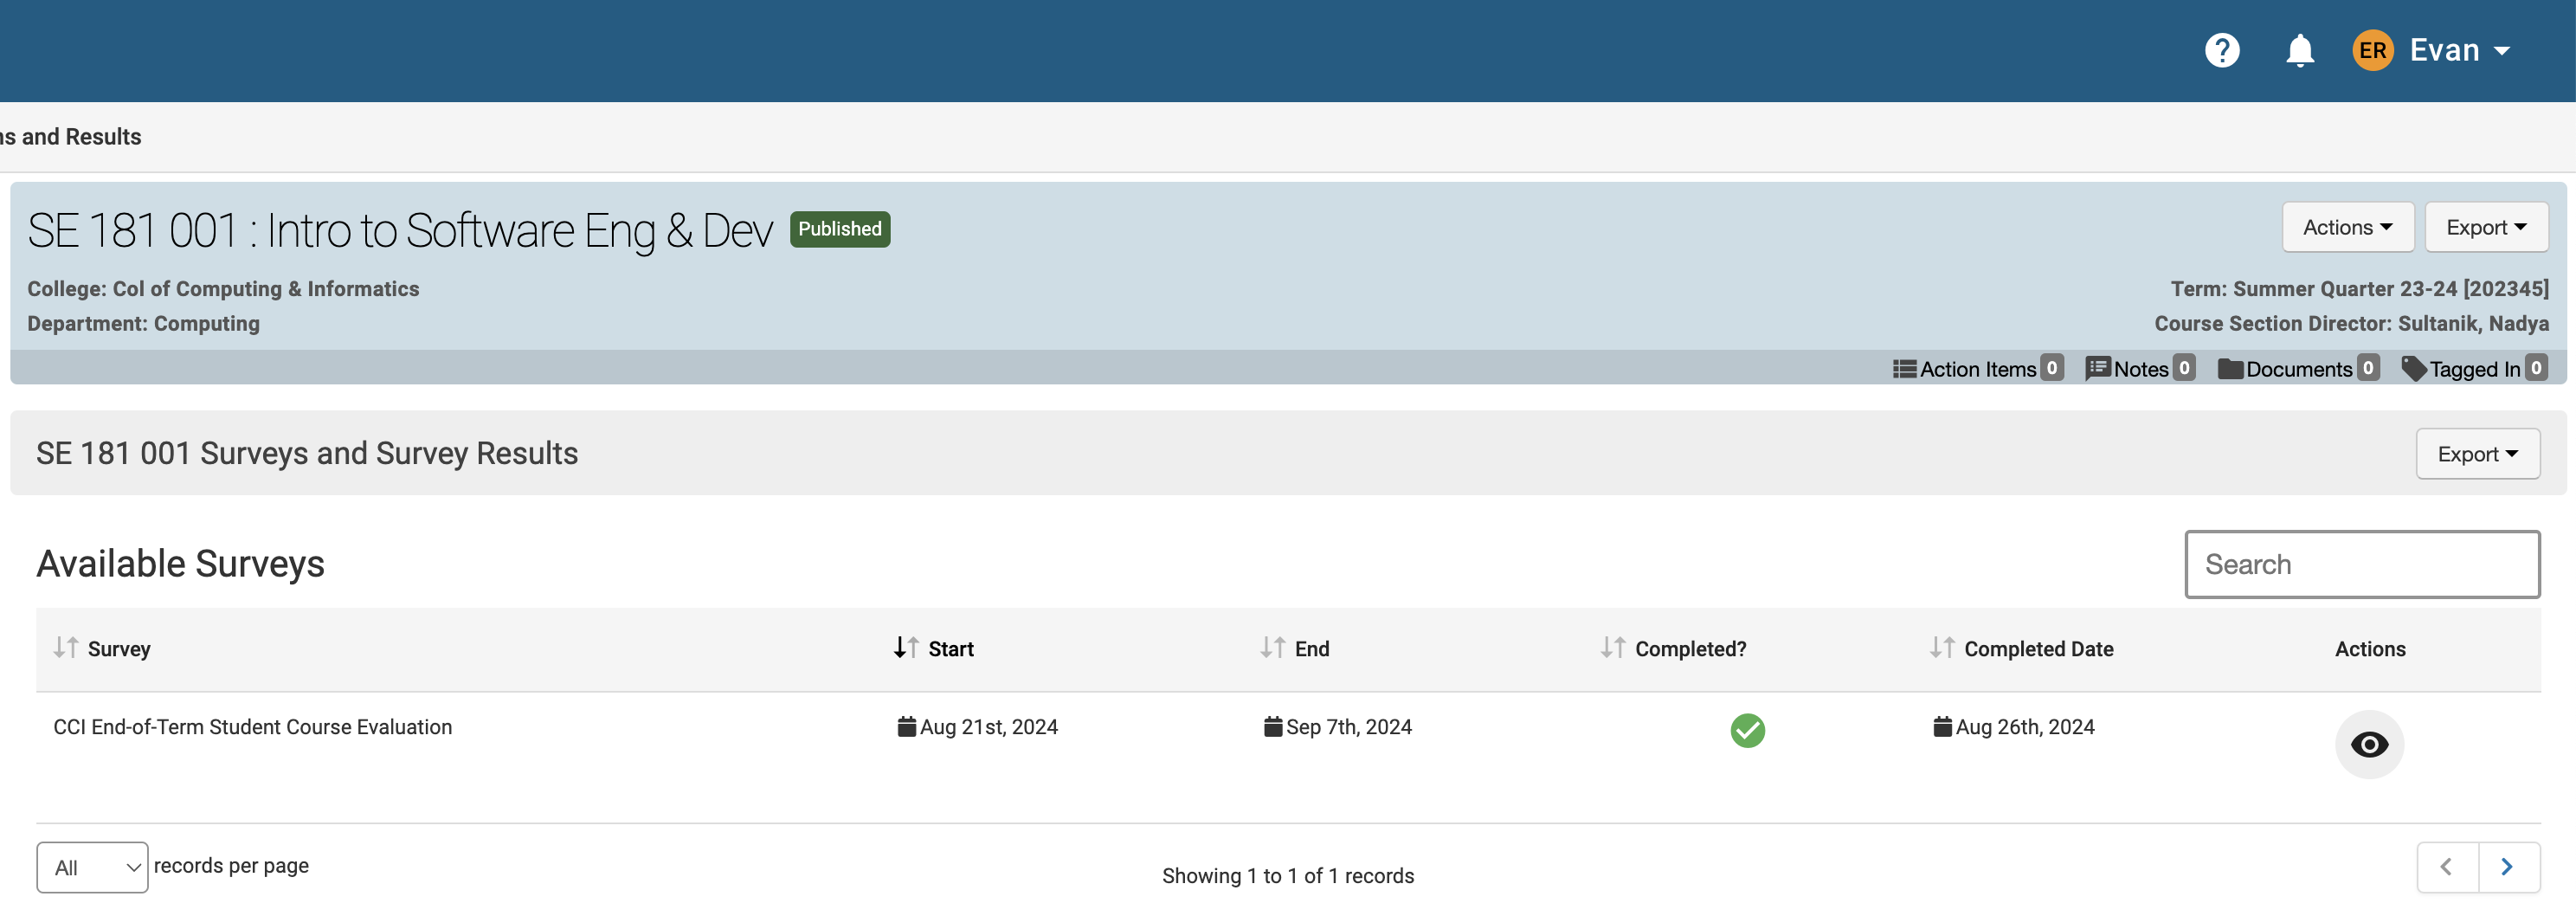 ER Evan
ns and Results
SE 181 001 : Intro to Software Eng & Dev Published
Actions Export
College: Col of Computing & Informatics
Term: Summer Quarter 23-24 [202345]
Department: Computing
Course Section Director: Sultanik, Nadya
Action Items 0 Notes 0 Documents 0 Tagged In 0
SE 181 001 Surveys and Survey Results
Export
Available Surveys
Search
Survey Start End Completed? Completed Date Actions
CCI End-of-Term Student Course Evaluation Aug 21st, 2024 Sep 7th, 2024 Aug 26th, 2024
All records per page
Showing 1 to 1 of 1 records